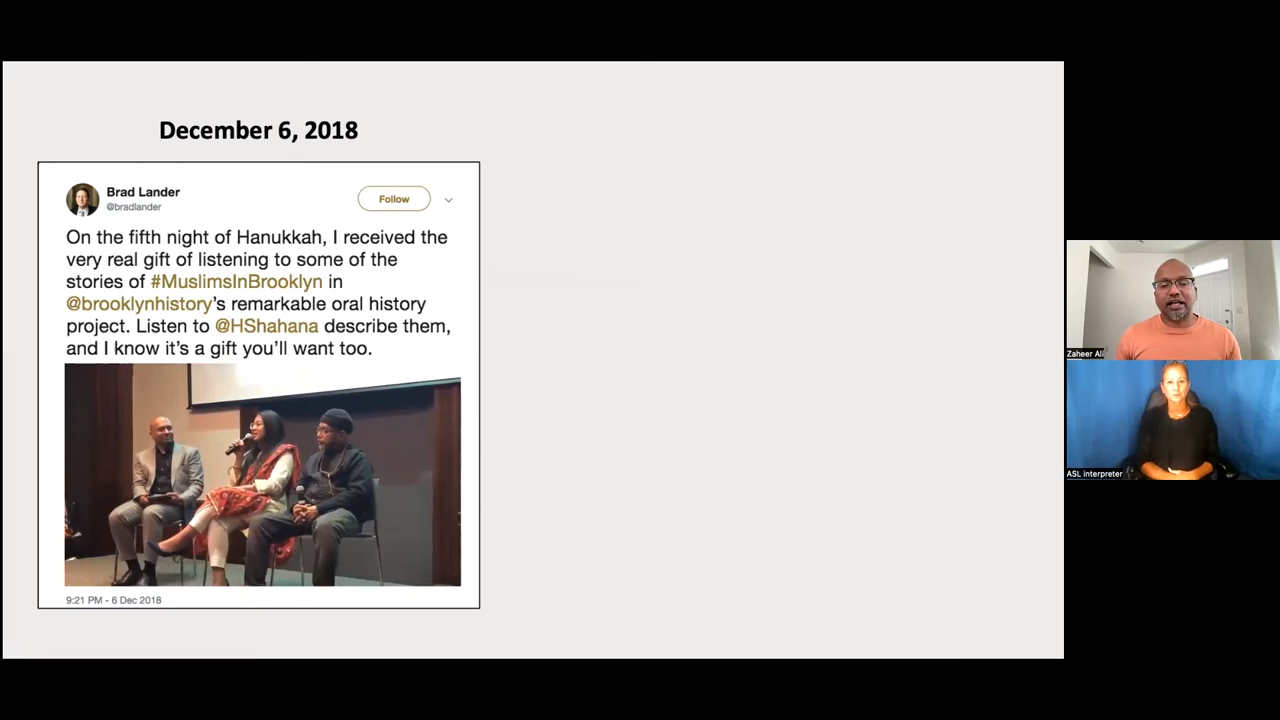 December 6, 2018
Brad Lander
@bradlander
Follow
On the fifth night of Hanukkah, I received the
very real gift of listening to some of the
stories of #MuslimsInBrooklyn in
@brooklynhistory's remarkable oral history
project. Listen to @HShahana describe them,
and I know it's a gift you'll want too.
9:21 PM - 6 Dec 2018
Zaheer Ali
ASL interpreter